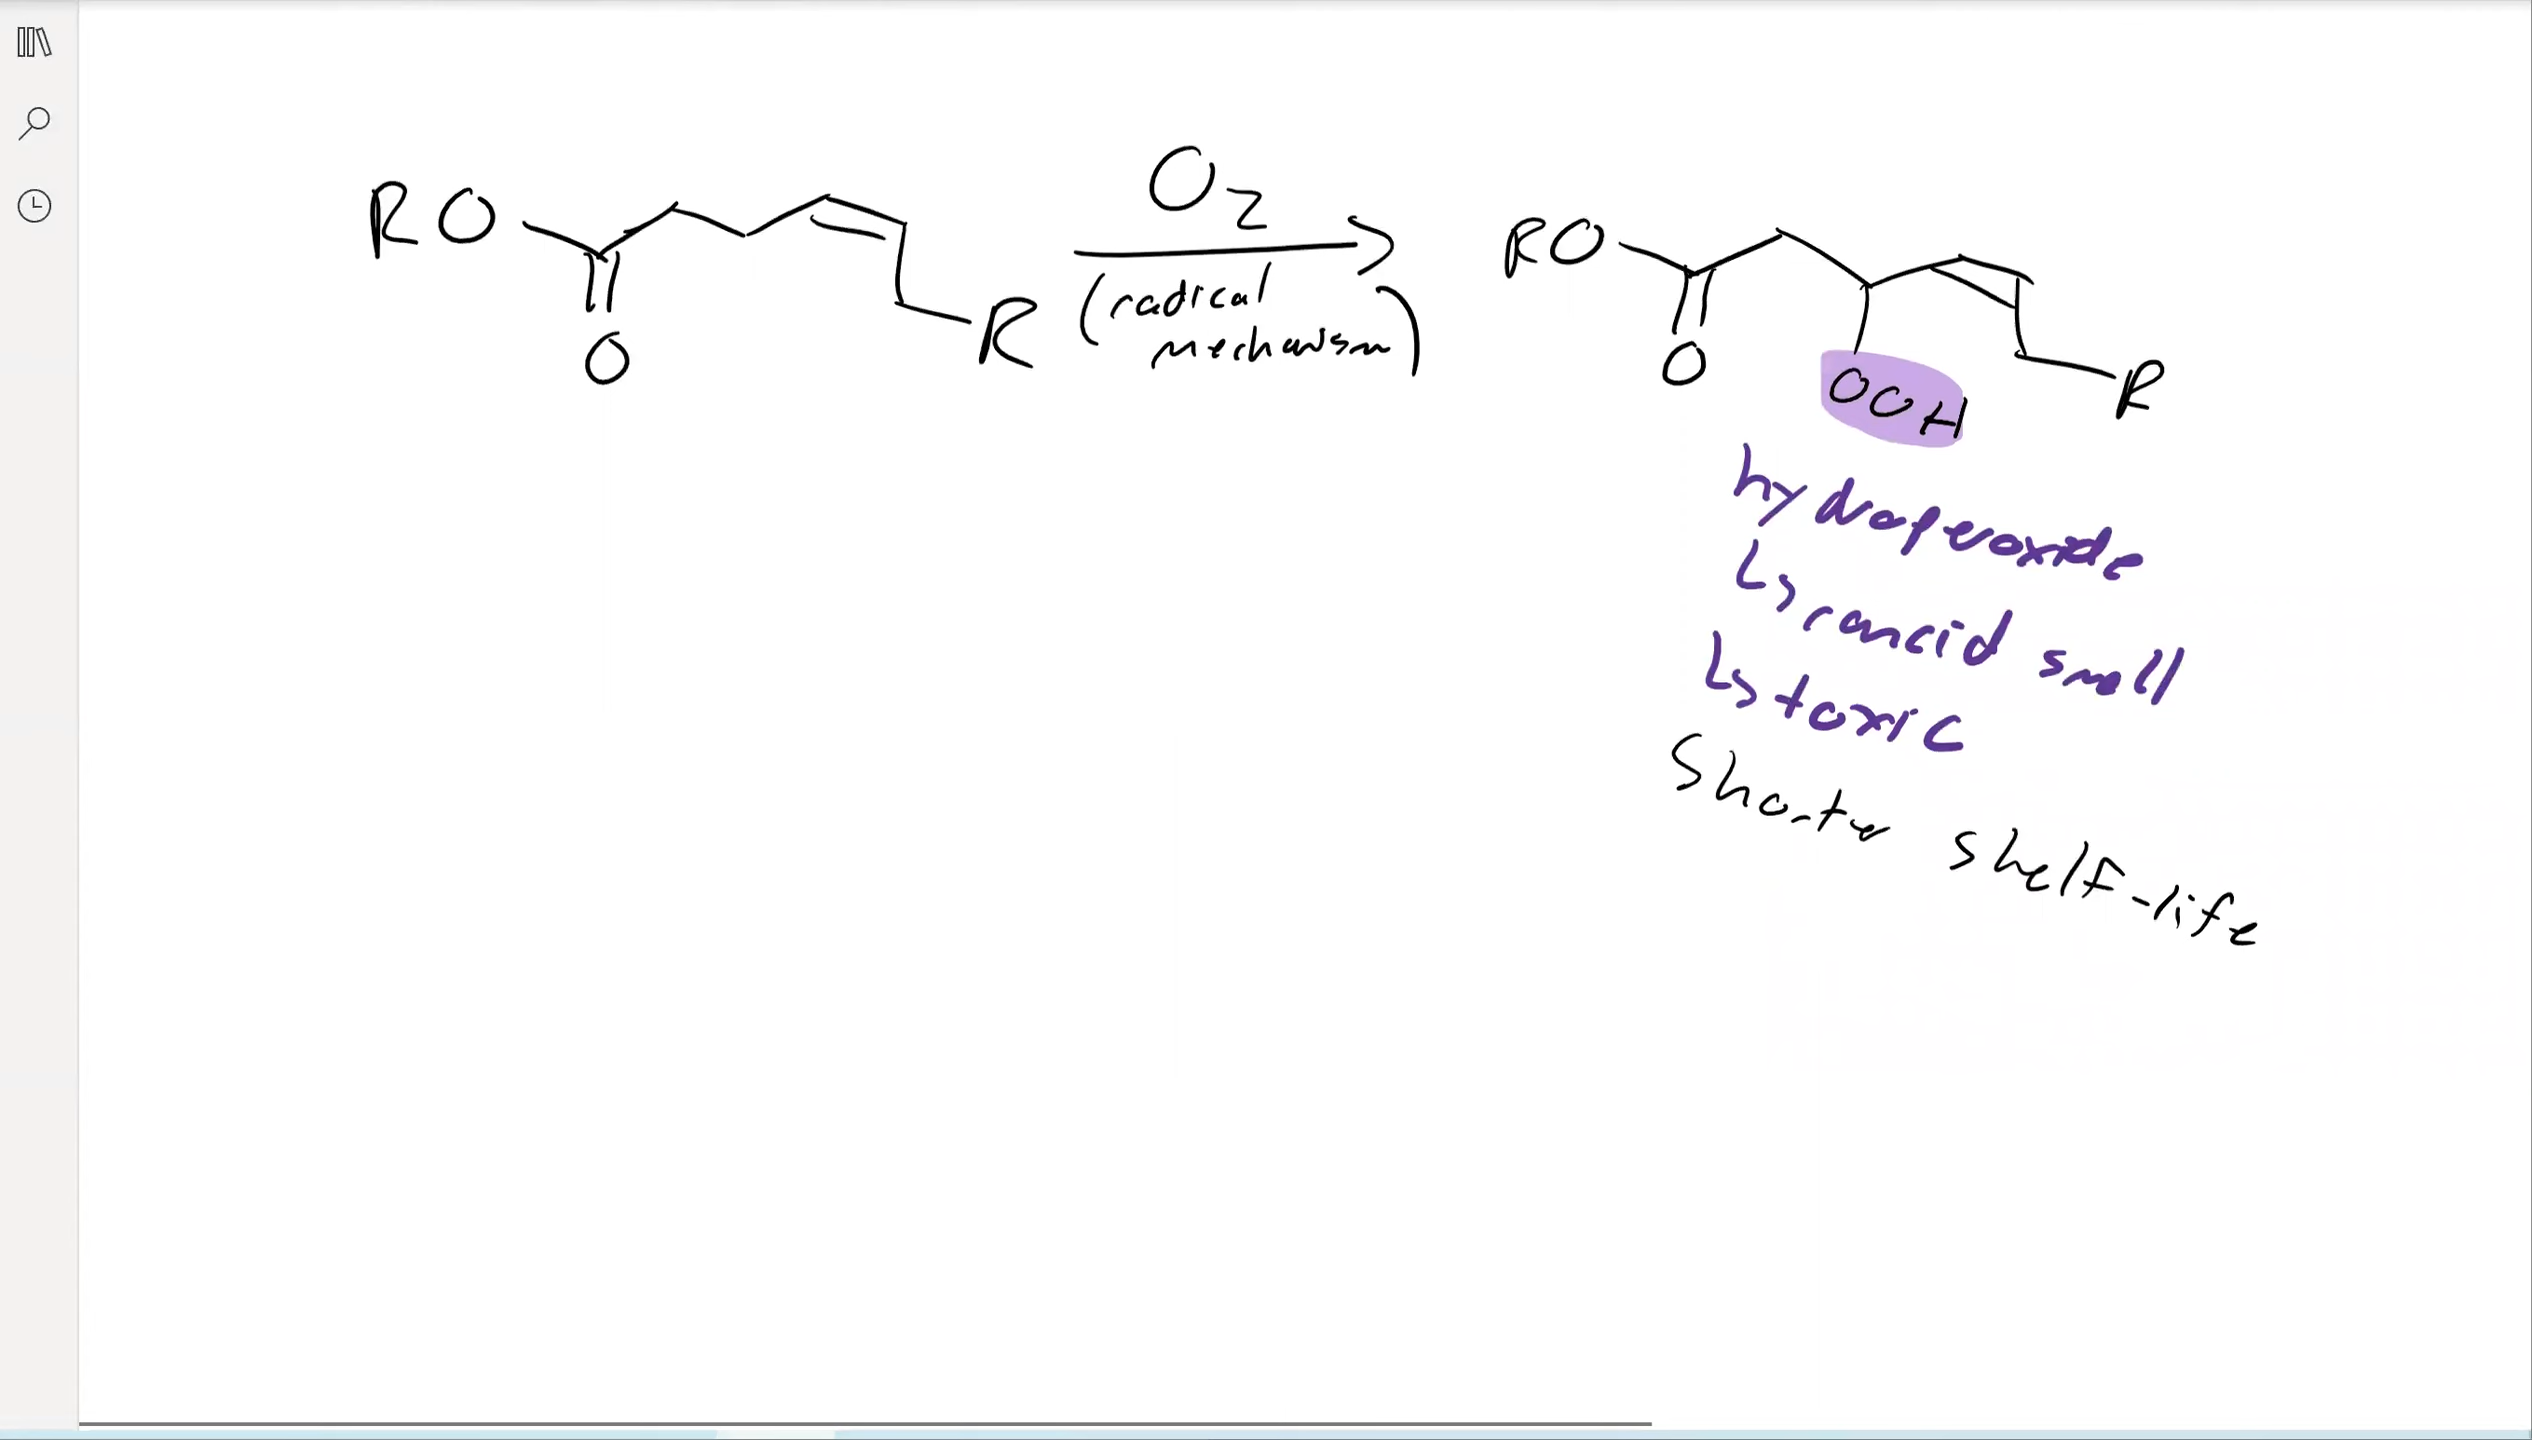 RO
O
R
O2
(radical
mechanism)
RO
O
OOH
R
hydroperoxide
↳ rancid smell
↳ toxic
Shorter shelf-life